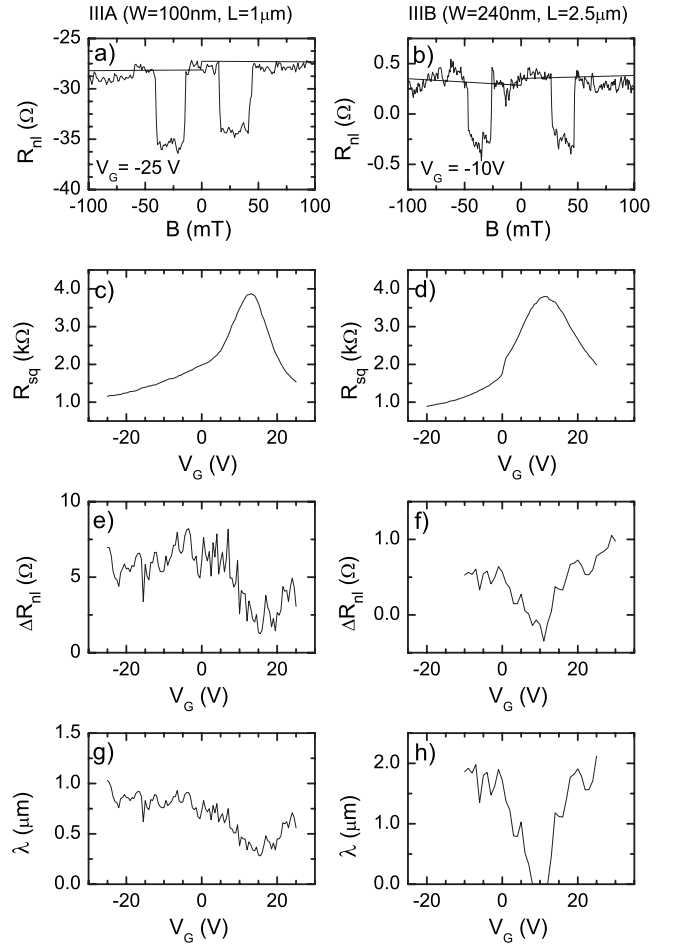 IIIA (W=100nm, L=1μm)
IIIB (W=240nm, L=2.5μm)
a)
-25
-30
-35
-40
R_nl (Ω)
V_G= -25 V
-100 -50 0 50 100
B (mT)
b)
0.5
0.0
-0.5
R_nl (Ω)
V_G = -10V
-100 -50 0 50 100
B (mT)
c)
4.0
3.0
2.0
1.0
R_sq (kΩ)
-20 0 20
V_G (V)
d)
4.0
3.0
2.0
1.0
R_sq (kΩ)
-20 0 20
V_G (V)
e)
10
5
0
ΔR_nl (Ω)
-20 0 20
V_G (V)
f)
1.0
0.0
ΔR_nl (Ω)
-20 0 20
V_G (V)
g)
1.5
1.0
0.5
0.0
λ (μm)
-20 0 20
V_G (V)
h)
2.0
1.0
0.0
λ (μm)
-20 0 20
V_G (V)